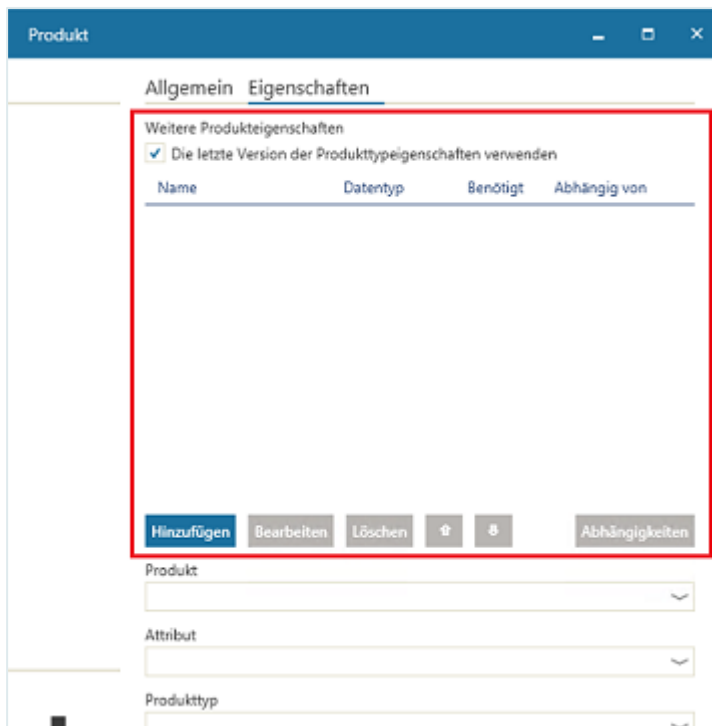 Produkt
Allgemein Eigenschaften
Weitere Produkteigenschaften
Die letzte Version der Produkttypeigenschaften verwenden
Name Datentyp Benötigt Abhängig von
Hinzufügen Bearbeiten Löschen Abhängigkeiten
Produkt
Attribut
Produkttyp